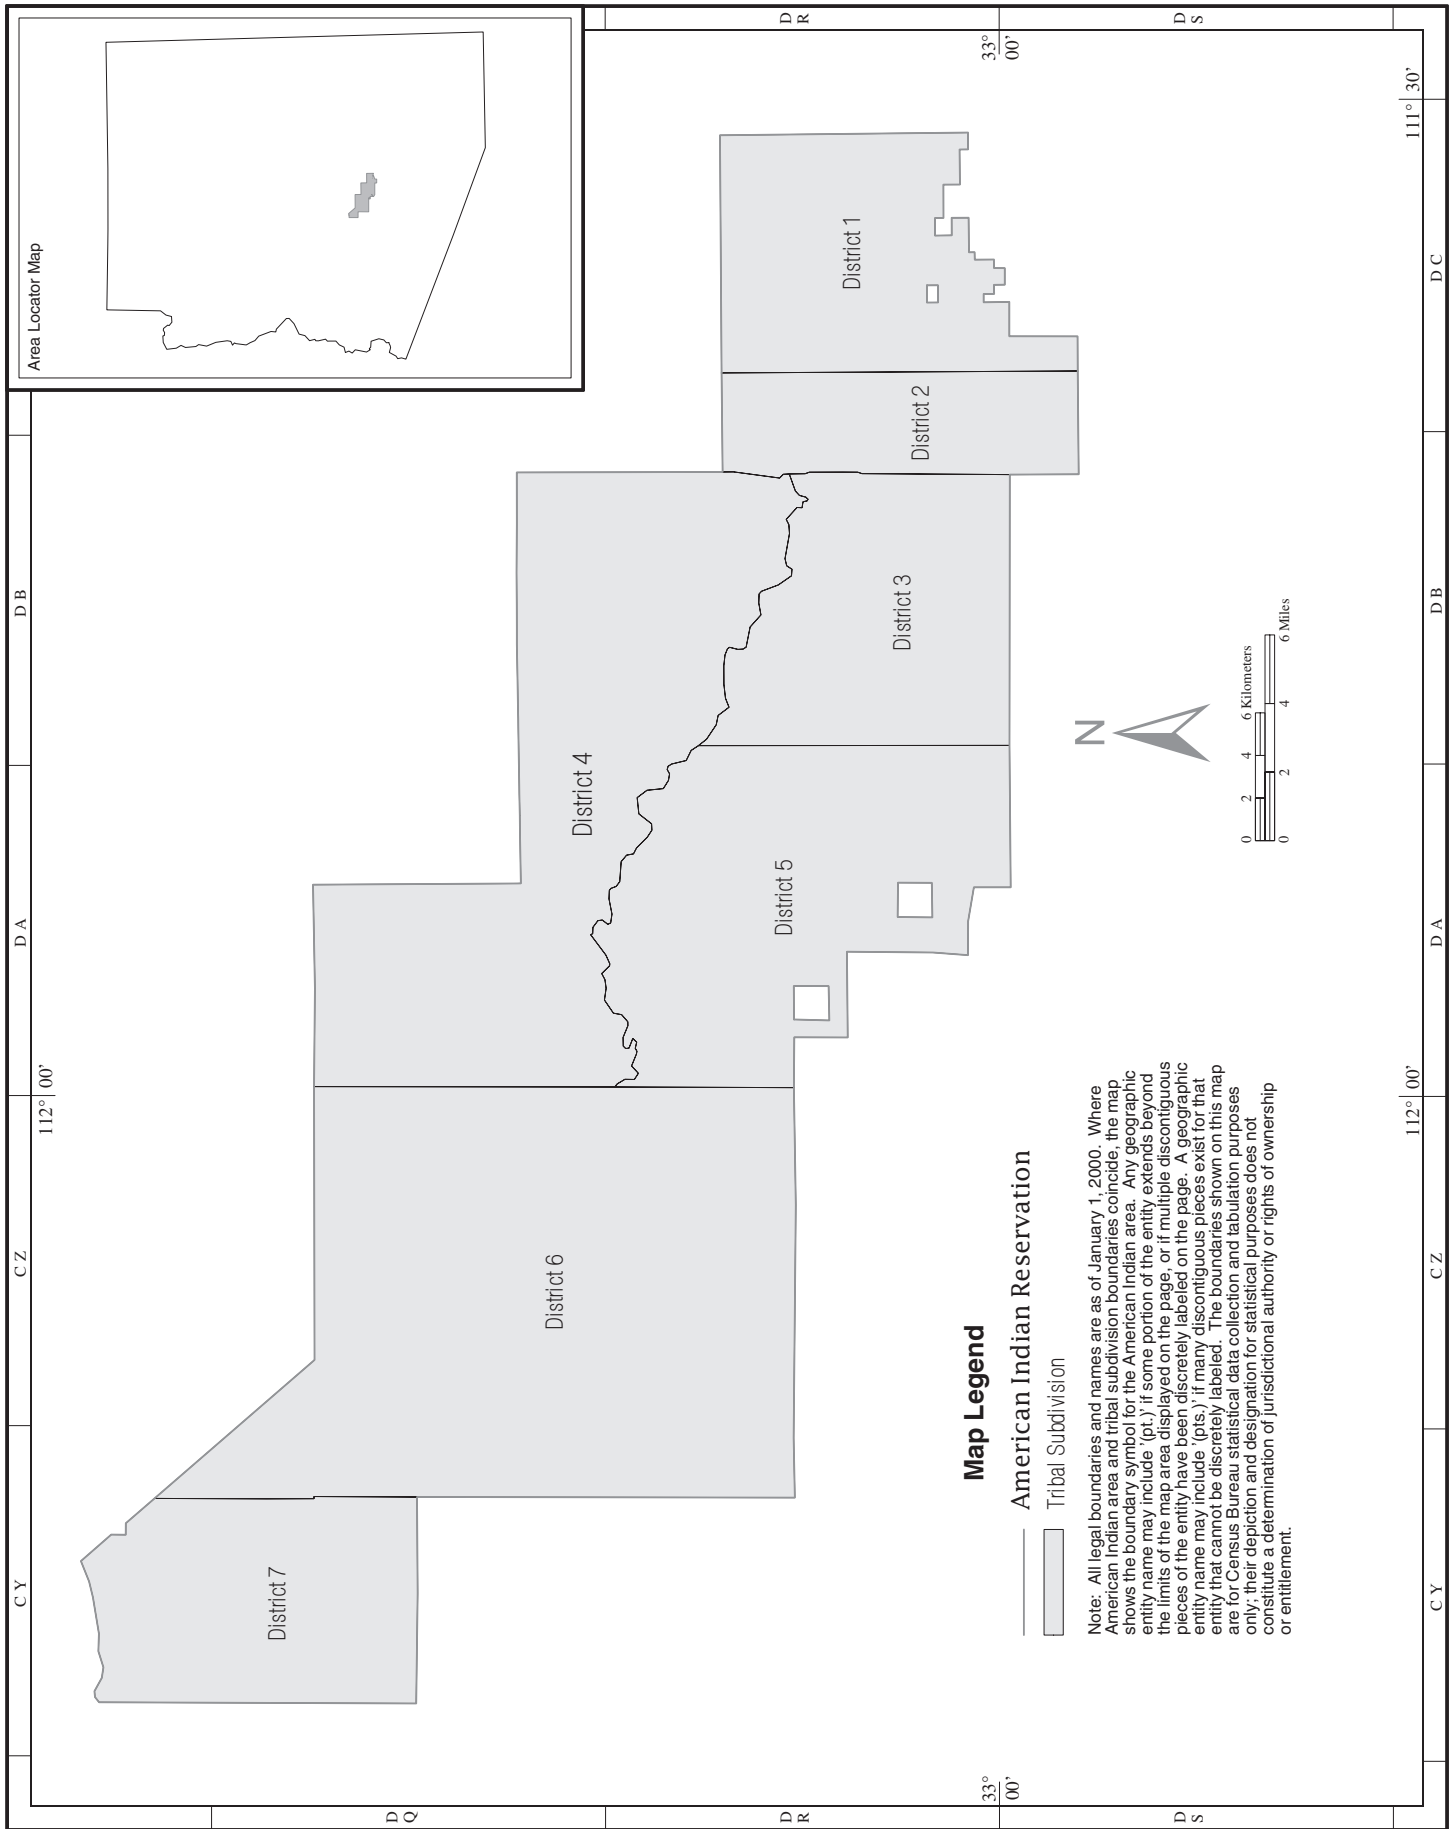 Area Locator Map
C Y
C Z
D A
D B
112° 00'
D
Q
D
R
D
S
D
R
D
S
33°
00'
33°
00'
District 7
District 6
District 4
District 5
District 3
District 2
District 1
Map Legend
American Indian Reservation
Tribal Subdivision
Note: All legal boundaries and names are as of January 1, 2000. Where
American Indian area and tribal subdivision boundaries coincide, the map
shows the boundary symbol for the American Indian area. Any geographic
entity name may include '(pt.)' if some portion of the entity extends beyond
the limits of the map area displayed on the page, or if multiple discontiguous
pieces of the entity have been discretely labeled on the page. A geographic
entity name may include '(pts.)' if many discontiguous pieces exist for that
entity that cannot be discretely labeled. The boundaries shown on this map
are for Census Bureau statistical data collection and tabulation purposes
only; their depiction and designation for statistical purposes does not
constitute a determination of jurisdictional authority or rights of ownership
or entitlement.
N
0 2 4 6 Kilometers
0 2 4 6 Miles
112° 00'
111° 30'
C Y
C Z
D A
D B
D C